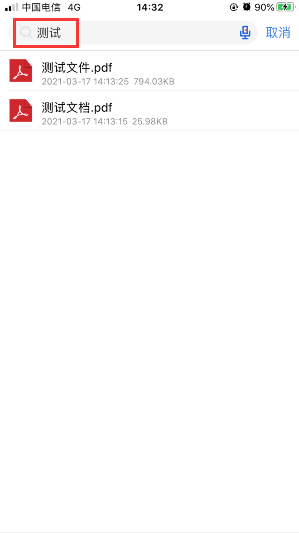 中国电信 4G 14:32 90%
测试 取消
测试文件.pdf
2021-03-17 14:13:25 794.03KB
测试文档.pdf
2021-03-17 14:13:15 25.98KB